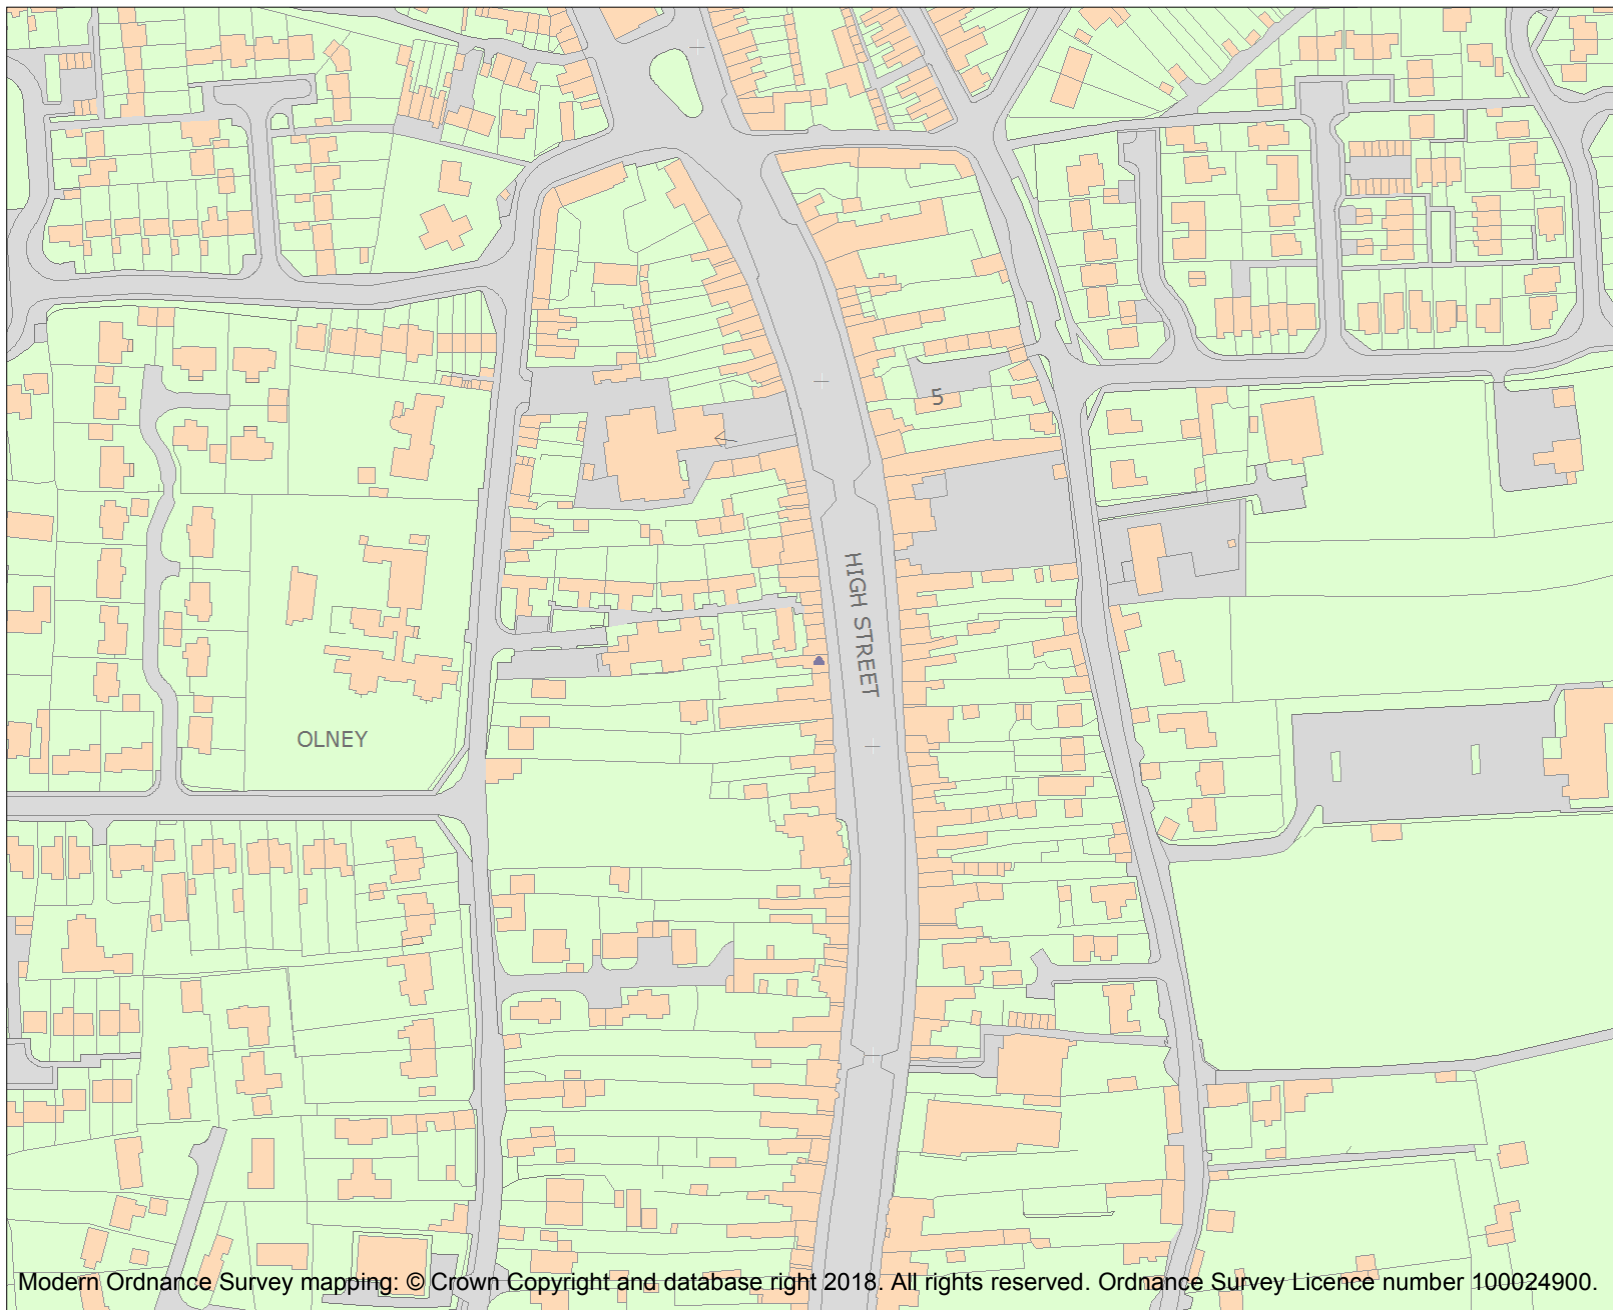 5
HIGH STREET
OLNEY
Modern Ordnance Survey mapping: © Crown Copyright and database right 2018. All rights reserved. Ordnance Survey Licence number 100024900.